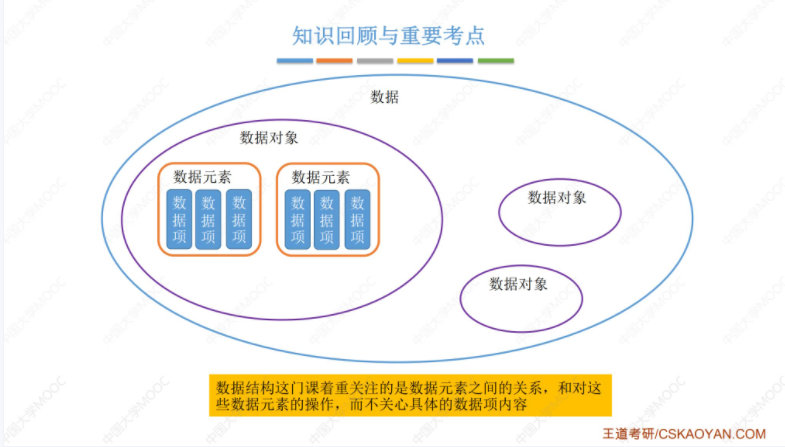 知识回顾与重要考点
数据
数据对象
数据元素
数据项
数据项
数据项
数据元素
数据项
数据项
数据项
数据对象
数据对象
数据结构这门课着重关注的是数据元素之间的关系，和对这
些数据元素的操作，而不关心具体的数据项内容
王道考研/CSKAOYAN.COM
中国大学MOOC